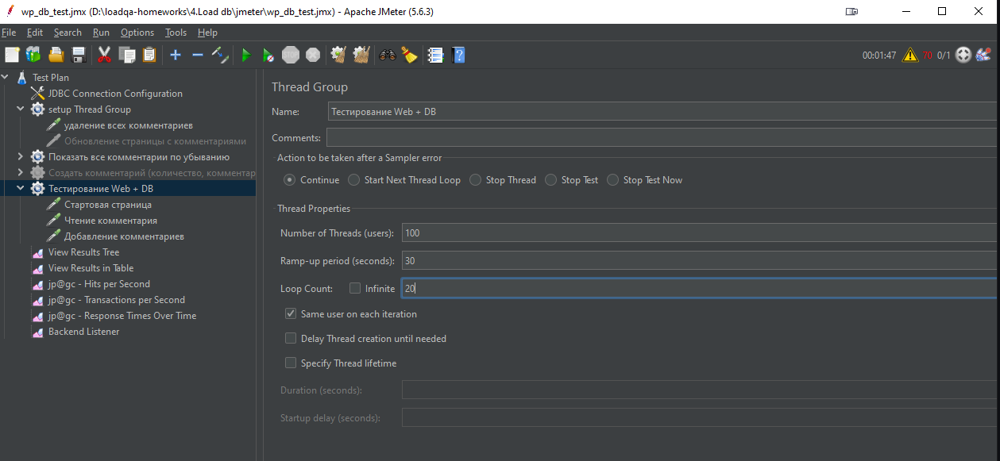 wp_db_test.jmx (D:\loadqa-homeworks\4.Load db\jmeter\wp_db_test.jmx) - Apache JMeter (5.6.3)
File Edit Search Run Options Tools Help
00:01:47 70 0/1
Test Plan
JDBC Connection Configuration
setup Thread Group
удаление всех комментариев
Обновление страницы с комментариями
Показать все комментарии по убыванию
Создать комментарий (количество, комментар
Тестирование Web + DB
Стартовая страница
Чтение комментария
Добавление комментариев
View Results Tree
View Results in Table
jp@gc - Hits per Second
jp@gc - Transactions per Second
jp@gc - Response Times Over Time
Backend Listener
Thread Group
Name: Тестирование Web + DB
Comments:
Action to be taken after a Sampler error
Continue Start Next Thread Loop Stop Thread Stop Test Stop Test Now
Thread Properties
Number of Threads (users): 100
Ramp-up period (seconds): 30
Loop Count: Infinite 20
Same user on each iteration
Delay Thread creation until needed
Specify Thread lifetime
Duration (seconds):
Startup delay (seconds):